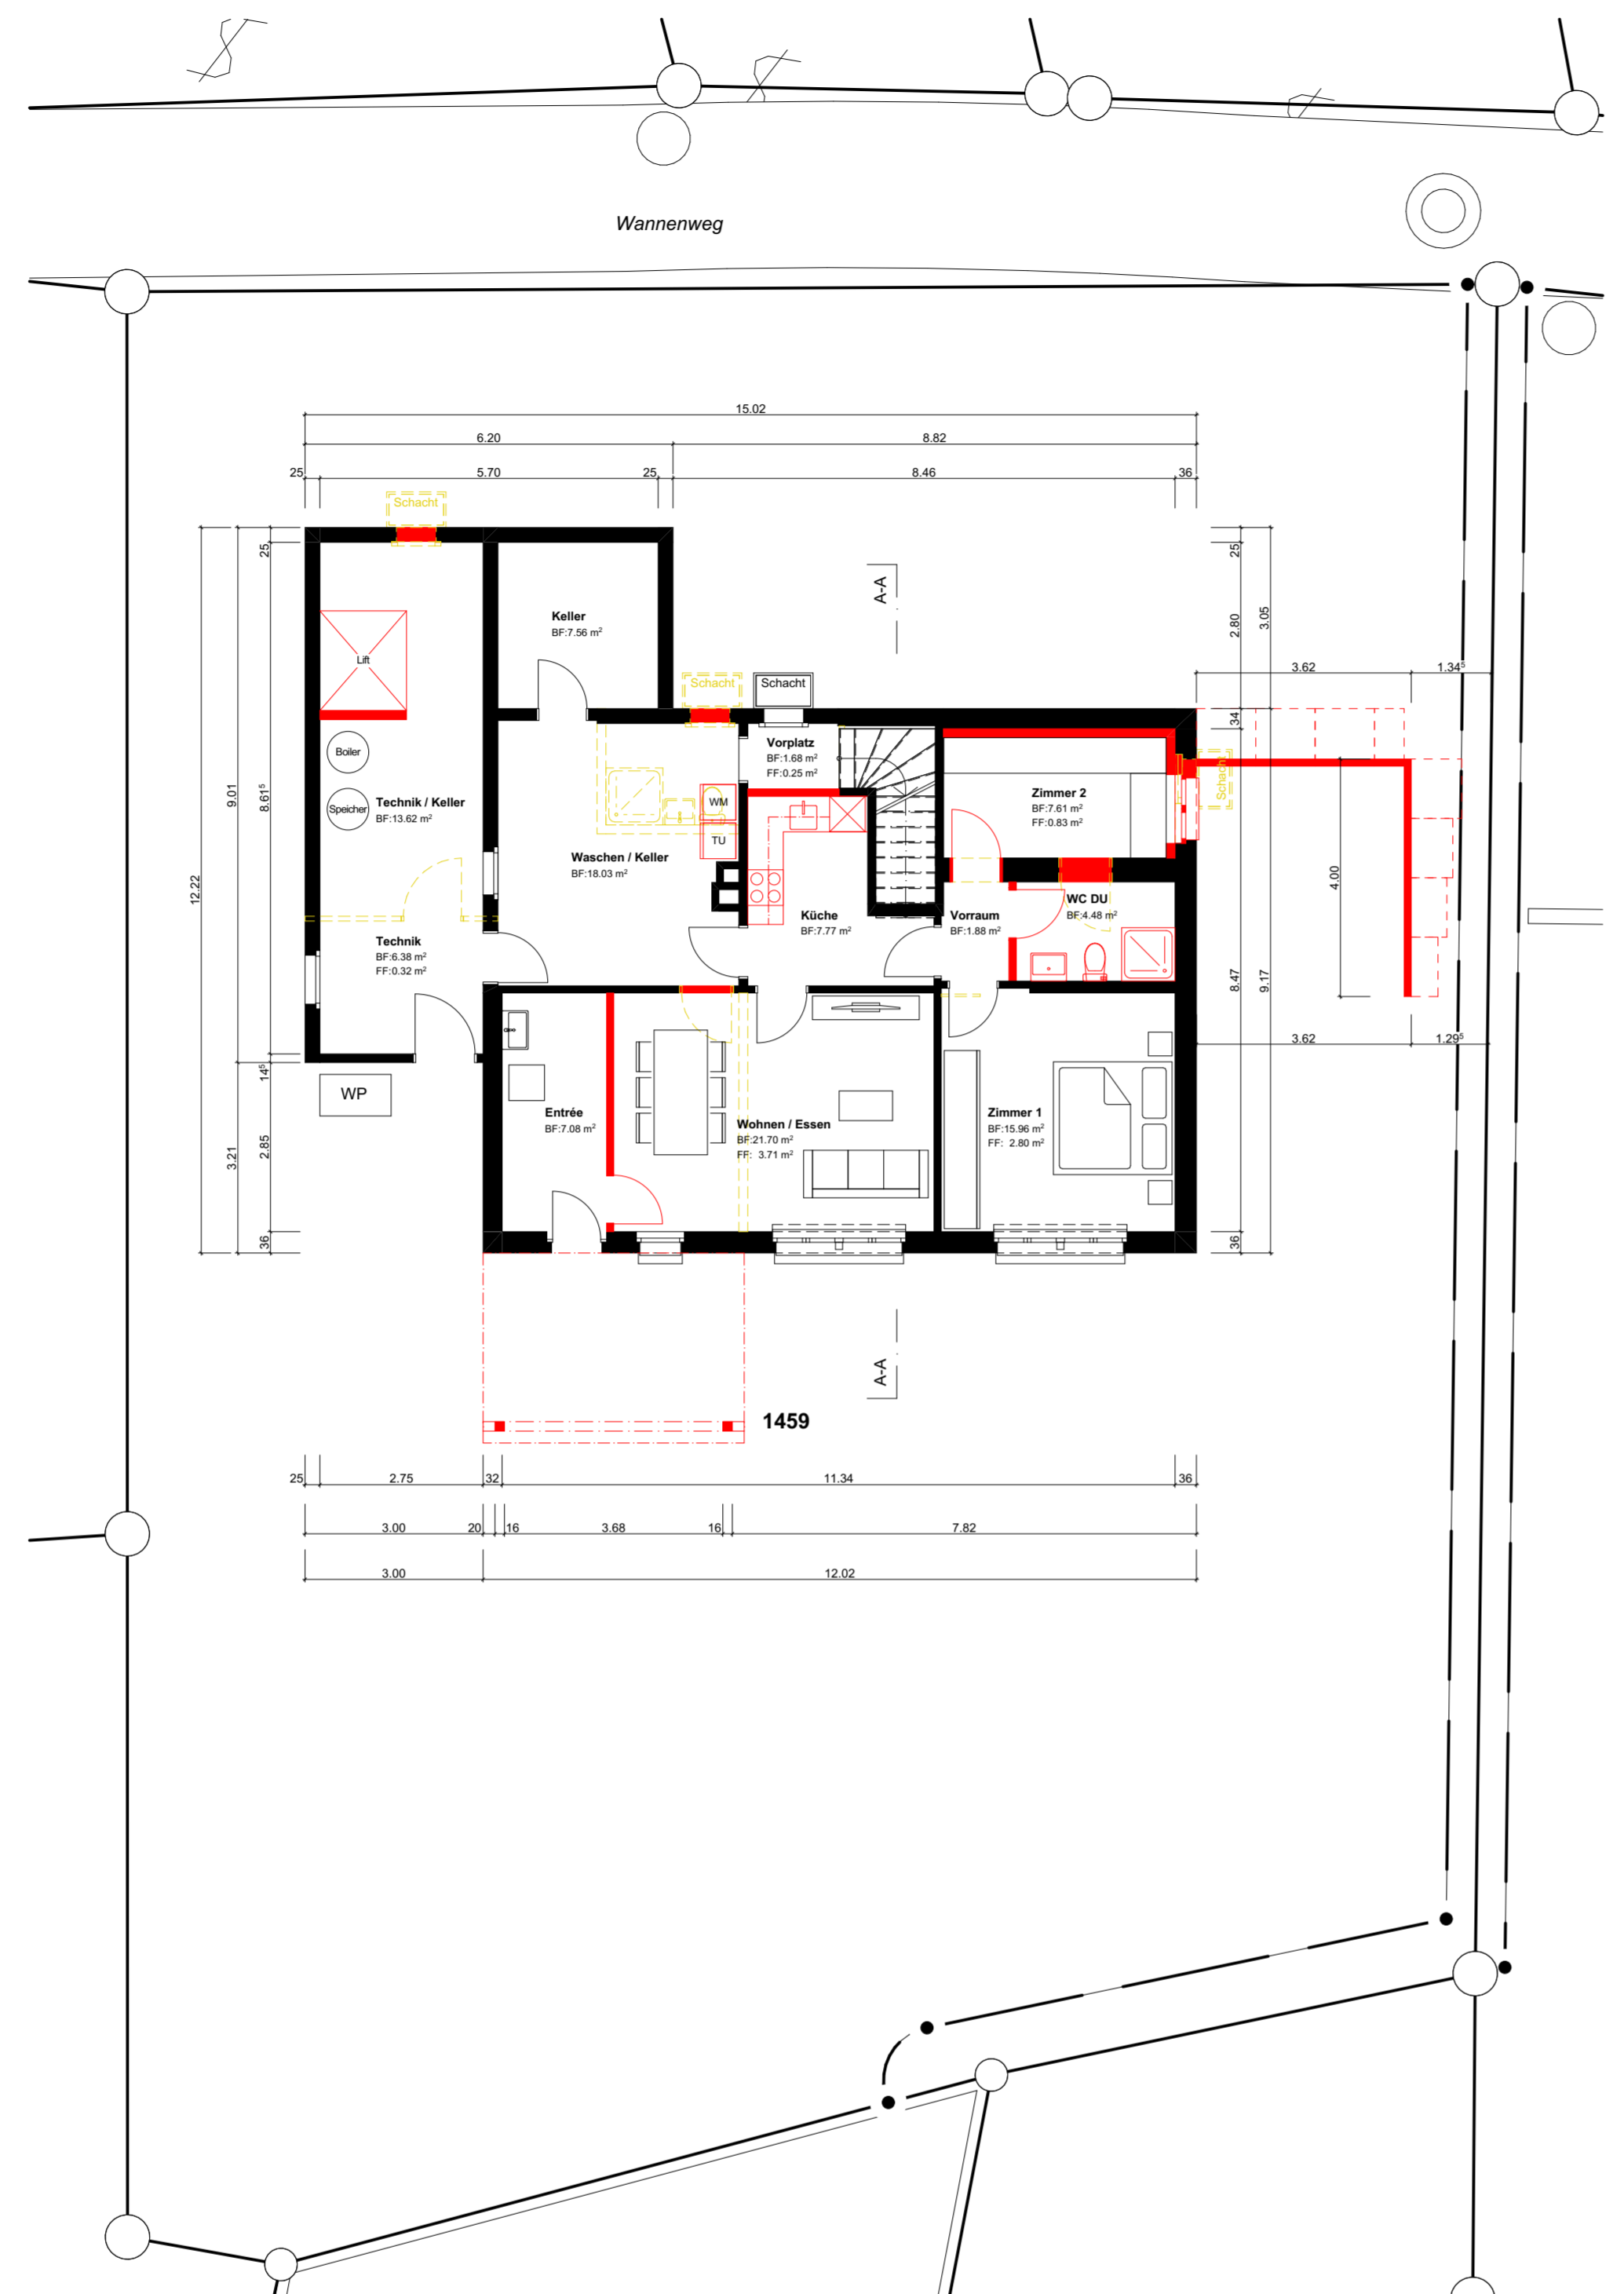 Wannenweg
15.02
6.20
8.82
25
5.70
25
8.46
36
Schacht
25
25
A-A
Keller
BF:7.56 m²
2.80
3.05
Lift
3.62
1.34⁵
Schacht
Schacht
34
Vorplatz
BF:1.68 m²
FF:0.25 m²
Boiler
Schacht
Zimmer 2
BF:7.61 m²
FF:0.83 m²
9.01
8.61⁵
Speicher
Technik / Keller
BF:13.62 m²
WM
TU
Waschen / Keller
BF:18.03 m²
12.22
4.00
WC DU
BF:4.48 m²
Küche
BF:7.77 m²
Vorraum
BF:1.88 m²
Technik
BF:6.38 m²
FF:0.32 m²
8.47
9.17
3.62
1.29⁵
14⁵
WP
Entrée
BF:7.08 m²
Wohnen / Essen
BF:21.70 m²
FF: 3.71 m²
Zimmer 1
BF:15.96 m²
FF: 2.80 m²
3.21
2.85
36
36
A-A
1459
25
2.75
32
11.34
36
3.00
20
16
3.68
16
7.82
3.00
12.02